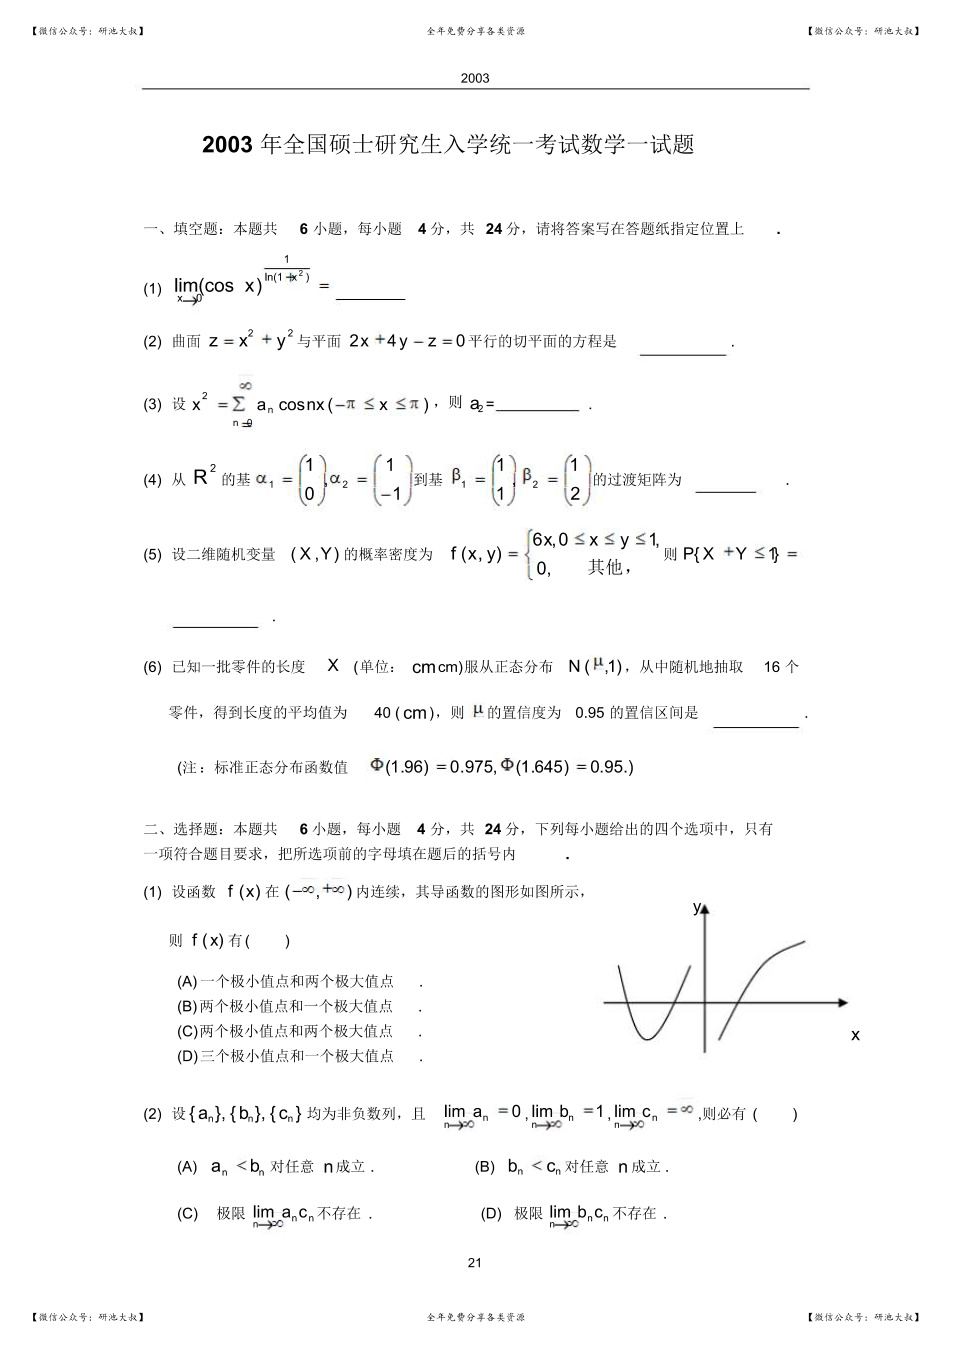 【微信公众号：研池大叔】 全年免费分享各类资源 【微信公众号：研池大叔】
2003
2003 年全国硕士研究生入学统一考试数学一试题
一、填空题：本题共 6 小题，每小题 4 分，共 24 分，请将答案写在答题纸指定位置上 .
(1) lim_{x→0}(cos x)^{1/ln(1+x²)} = ______
(2) 曲面 z = x² + y² 与平面 2x + 4y − z = 0 平行的切平面的方程是 ______ .
(3) 设 x² = Σ_{n=0}^{∞} aₙ cosnx (−π ≤ x ≤ π) ，则 a₂ = ______ .
(4) 从 R² 的基 α₁ = (1 0), α₂ = (1 −1) 到基 β₁ = (1 1), β₂ = (1 2) 的过渡矩阵为 ______ .
(5) 设二维随机变量 (X ,Y) 的概率密度为 f (x, y) = { 6x, 0 ≤ x ≤ y ≤ 1, 0, 其他， 则 P{X + Y ≤ 1} =
______ .
(6) 已知一批零件的长度 X (单位： cm cm)服从正态分布 N (μ,1)，从中随机地抽取 16 个
零件，得到长度的平均值为 40 (cm)，则 μ 的置信度为 0.95 的置信区间是 ______ .
(注：标准正态分布函数值 Φ(1.96) = 0.975, Φ(1.645) = 0.95.)
二、选择题：本题共 6 小题，每小题 4 分，共 24 分，下列每小题给出的四个选项中，只有
一项符合题目要求，把所选项前的字母填在题后的括号内 .
(1) 设函数 f (x) 在 (−∞, +∞) 内连续，其导函数的图形如图所示，
y
则 f (x) 有 ( )
(A) 一个极小值点和两个极大值点 .
(B) 两个极小值点和一个极大值点 .
(C) 两个极小值点和两个极大值点 .
(D) 三个极小值点和一个极大值点 .
x
(2) 设 {aₙ}, {bₙ}, {cₙ} 均为非负数列，且 lim_{n→∞} aₙ = 0 , lim_{n→∞} bₙ = 1 , lim_{n→∞} cₙ = ∞ ,则必有 ( )
(A) aₙ < bₙ 对任意 n 成立 . (B) bₙ < cₙ 对任意 n 成立 .
(C) 极限 lim_{n→∞} aₙcₙ 不存在 . (D) 极限 lim_{n→∞} bₙcₙ 不存在 .
21
【微信公众号：研池大叔】 全年免费分享各类资源 【微信公众号：研池大叔】